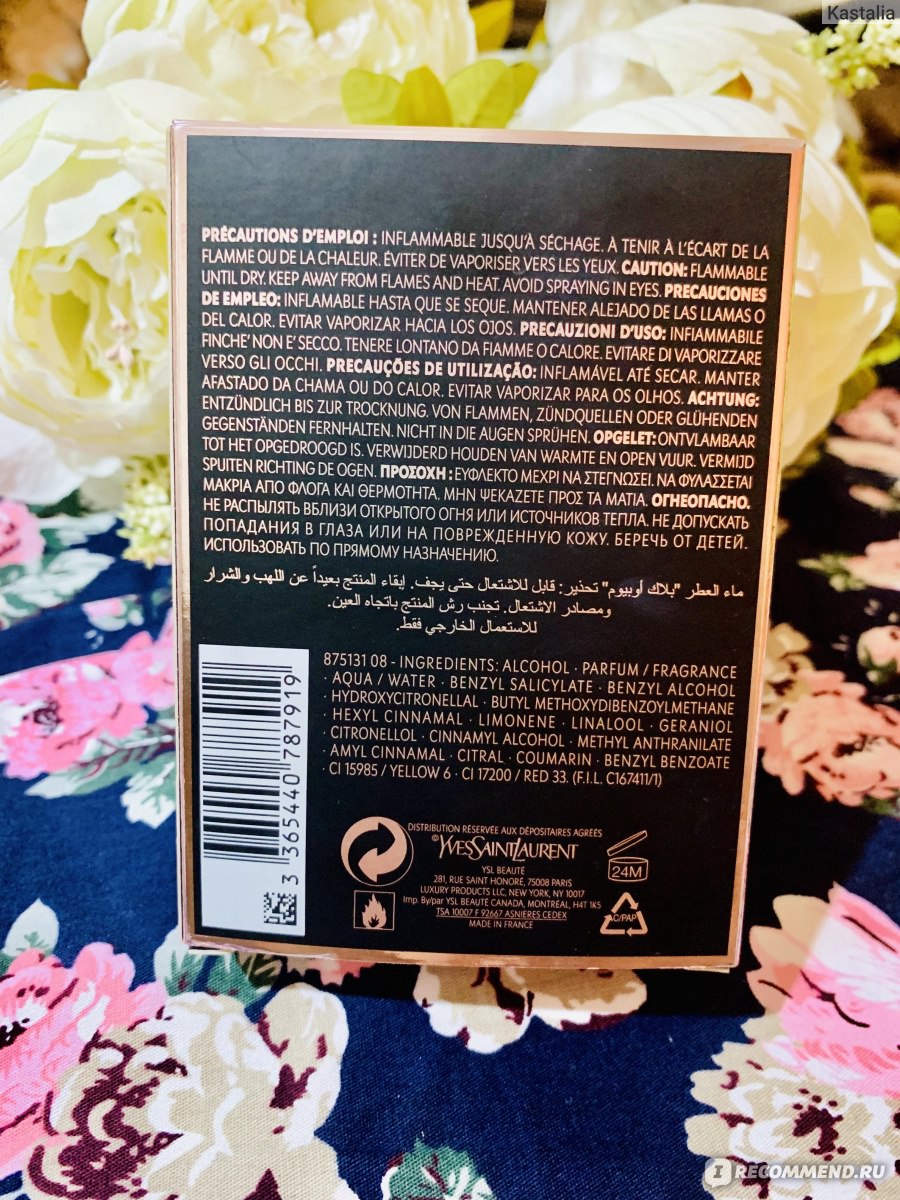 Kastalia
PRÉCAUTIONS D'EMPLOI : INFLAMMABLE JUSQU'À SÉCHAGE. À TENIR À L'ÉCART DE LA
FLAMME OU DE LA CHALEUR. ÉVITER DE VAPORISER VERS LES YEUX. CAUTION: FLAMMABLE
UNTIL DRY. KEEP AWAY FROM FLAMES AND HEAT. AVOID SPRAYING IN EYES. PRECAUCIONES
DE EMPLEO: INFLAMABLE HASTA QUE SE SEQUE. MANTENER ALEJADO DE LAS LLAMAS O
DEL CALOR. EVITAR VAPORIZAR HACIA LOS OJOS. PRECAUZIONI D'USO: INFIAMMABILE
FINCHE' NON E' SECCO. TENERE LONTANO DA FIAMME O CALORE. EVITARE DI VAPORIZZARE
VERSO GLI OCCHI. PRECAUÇÕES DE UTILIZAÇÃO: INFLAMÁVEL ATÉ SECAR. MANTER
AFASTADO DA CHAMA OU DO CALOR. EVITAR VAPORIZAR PARA OS OLHOS. ACHTUNG:
ENTZÜNDLICH BIS ZUR TROCKNUNG. VON FLAMMEN, ZÜNDQUELLEN ODER GLÜHENDEN
GEGENSTÄNDEN FERNHALTEN. NICHT IN DIE AUGEN SPRÜHEN. OPGELET: ONTVLAMBAAR
TOT HET OPGEDROOGD IS. VERWIJDERD HOUDEN VAN WARMTE EN OPEN VUUR. VERMIJD
SPUITEN RICHTING DE OGEN. ΠΡΟΣΟΧΗ : ΕΥΦΛΕΚΤΟ ΜΕΧΡΙ ΝΑ ΣΤΕΓΝΩΣΕΙ. ΝΑ ΦΥΛΑΣΣΕΤΑΙ
ΜΑΚΡΙΑ ΑΠΟ ΦΛΟΓΑ ΚΑΙ ΘΕΡΜΟΤΗΤΑ. ΜΗΝ ΨΕΚΑΖΕΤΕ ΠΡΟΣ ΤΑ ΜΑΤΙΑ. ОГНЕОПАСНО.
НЕ РАСПЫЛЯТЬ ВБЛИЗИ ОТКРЫТОГО ОГНЯ ИЛИ ИСТОЧНИКОВ ТЕПЛА. НЕ ДОПУСКАТЬ
ПОПАДАНИЯ В ГЛАЗА ИЛИ НА ПОВРЕЖДЕННУЮ КОЖУ. БЕРЕЧЬ ОТ ДЕТЕЙ.
ИСПОЛЬЗОВАТЬ ПО ПРЯМОМУ НАЗНАЧЕНИЮ.
ماء العطر "بلاك أوبيوم" تحذير: قابل للاشتعال حتى يجف. إيقاء المنتج بعيداً عن اللهب والشرار
ومصادر الاشتعال. تجنب رش المنتج باتجاه العين.
للاستعمال الخارجي فقط.
875131 08 - INGREDIENTS: ALCOHOL · PARFUM / FRAGRANCE
· AQUA / WATER · BENZYL SALICYLATE · BENZYL ALCOHOL
· HYDROXYCITRONELLAL · BUTYL METHOXYDIBENZOYLMETHANE
· HEXYL CINNAMAL · LIMONENE · LINALOOL · GERANIOL
· CITRONELLOL · CINNAMYL ALCOHOL · METHYL ANTHRANILATE
· AMYL CINNAMAL · CITRAL · COUMARIN · BENZYL BENZOATE
· CI 15985 / YELLOW 6 · CI 17200 / RED 33. (F.I.L. C167411/1)
3 365440 787919
DISTRIBUTION RÉSERVÉE AUX DÉPOSITAIRES AGRÉÉS
© YVESSAINTLAURENT
YSL BEAUTÉ
281, RUE SAINT HONORÉ, 75008 PARIS
LUXURY PRODUCTS LLC, NEW YORK, NY 10017
Imp. By/par YSL BEAUTE CANADA, MONTRÉAL, H4T 1K5
TSA 10007 F 92667 ASNIERES CEDEX
MADE IN FRANCE
24M
C/PAP
I RECOMMEND.RU